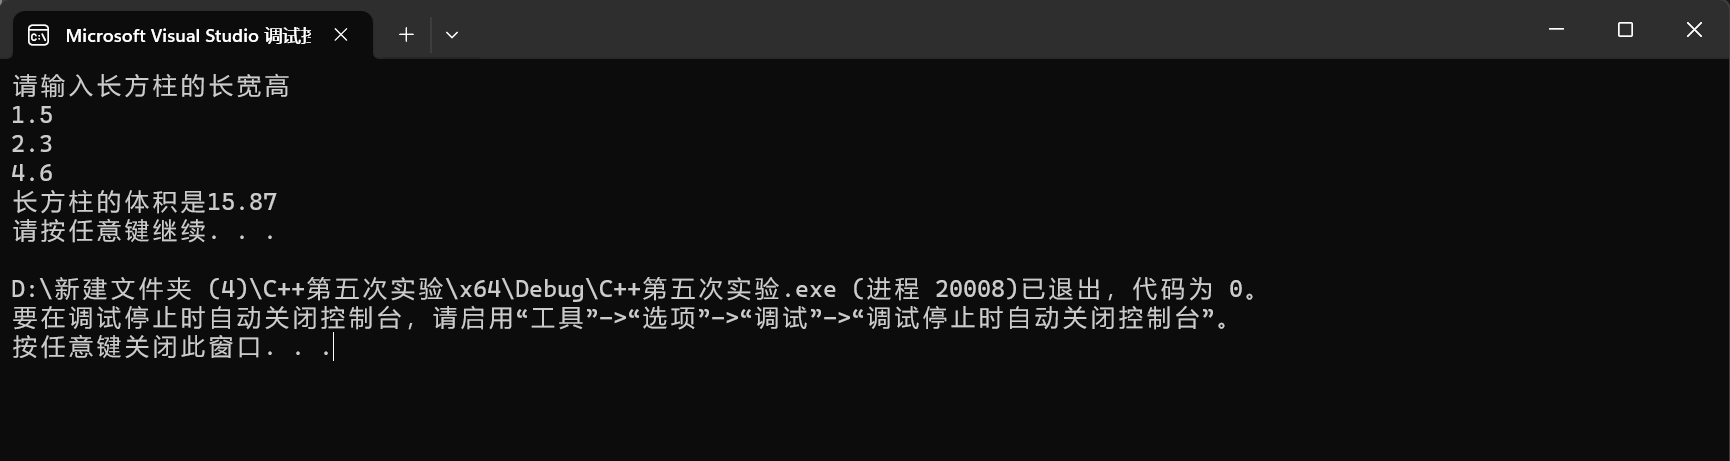 Microsoft Visual Studio 调试控
请输入长方柱的长宽高
1.5
2.3
4.6
长方柱的体积是15.87
请按任意键继续. . .
D:\新建文件夹 (4)\C++第五次实验\x64\Debug\C++第五次实验.exe (进程 20008)已退出，代码为 0。
要在调试停止时自动关闭控制台，请启用“工具”->“选项”->“调试”->“调试停止时自动关闭控制台”。
按任意键关闭此窗口. . .